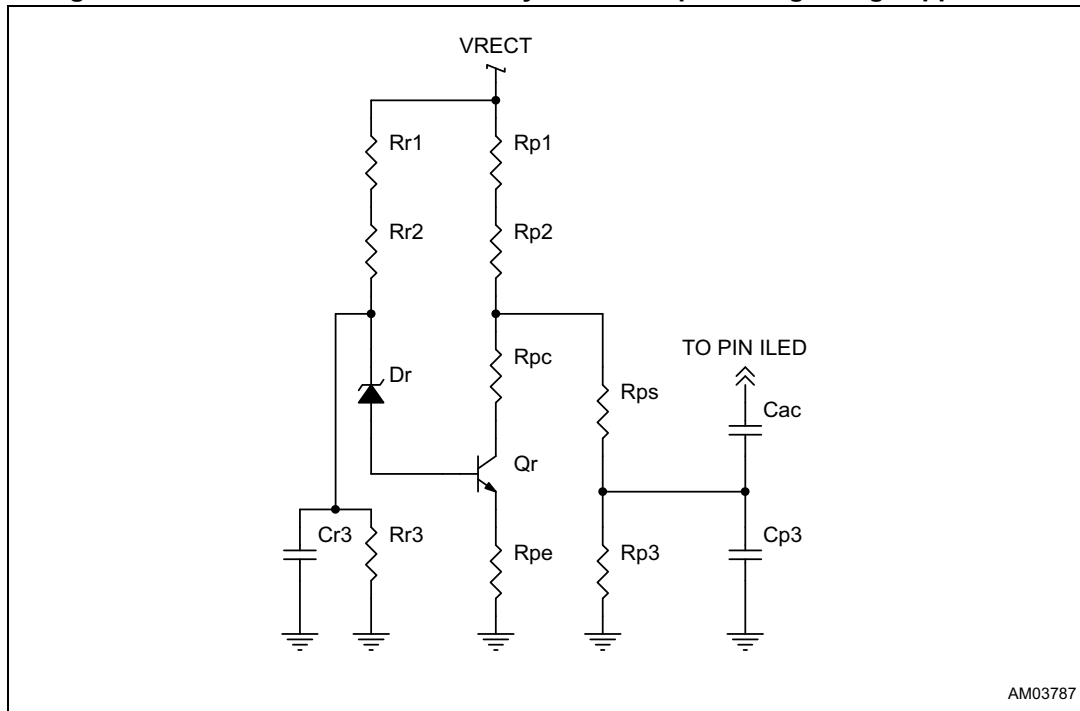 VRECT
Rr1
Rp1
Rr2
Rp2
Rpc
TO PIN ILED
Dr
Rps
Cac
Qr
Cr3
Rr3
Rpe
Rp3
Cp3
AM03787